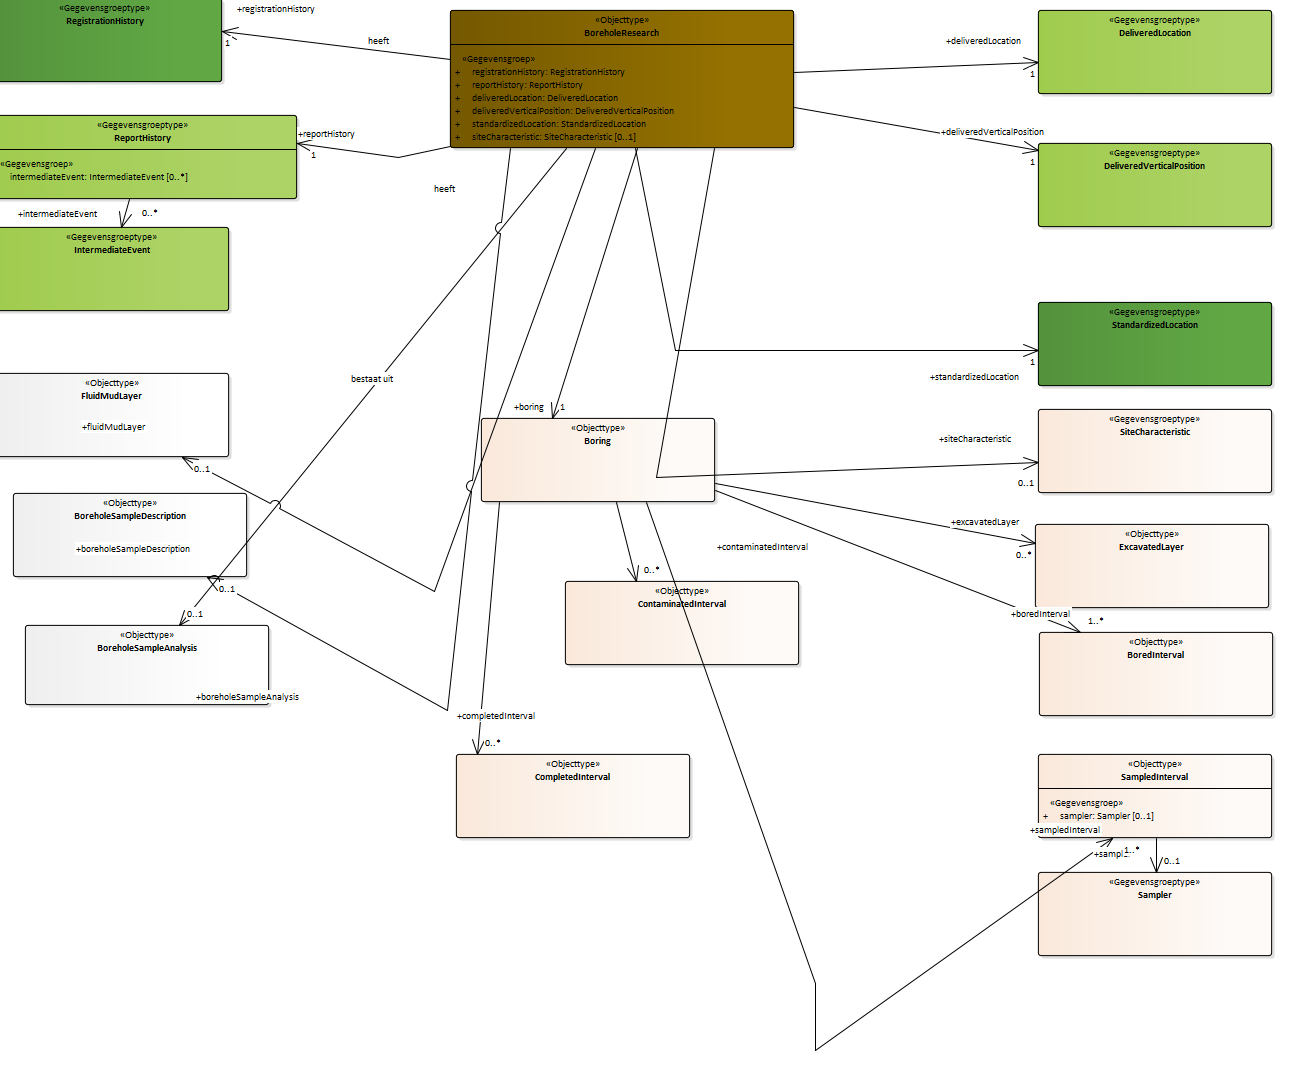 «Gegevensgroeptype»
RegistrationHistory
+registrationHistory
1
heeft
«Objecttype»
BoreholeResearch
«Gegevensgroep»
+ registrationHistory: RegistrationHistory
+ reportHistory: ReportHistory
+ deliveredLocation: DeliveredLocation
+ deliveredVerticalPosition: DeliveredVerticalPosition
+ standardizedLocation: StandardizedLocation
+ siteCharacteristic: SiteCharacteristic [0..1]
+deliveredLocation
1
«Gegevensgroeptype»
DeliveredLocation
«Gegevensgroeptype»
ReportHistory
«Gegevensgroep»
intermediateEvent: IntermediateEvent [0..*]
+reportHistory
1
heeft
+deliveredVerticalPosition
1
«Gegevensgroeptype»
DeliveredVerticalPosition
+intermediateEvent
0..*
«Gegevensgroeptype»
IntermediateEvent
«Gegevensgroeptype»
StandardizedLocation
1
+standardizedLocation
bestaat uit
«Objecttype»
FluidMudLayer
+fluidMudLayer
0..1
+boring
1
«Objecttype»
Boring
«Gegevensgroeptype»
SiteCharacteristic
+siteCharacteristic
0..1
«Objecttype»
BoreholeSampleDescription
+boreholeSampleDescription
0..1
+excavatedLayer
0..*
«Objecttype»
ExcavatedLayer
+contaminatedInterval
0..*
«Objecttype»
ContaminatedInterval
0..1
«Objecttype»
BoreholeSampleAnalysis
+boreholeSampleAnalysis
+boredInterval
1..*
«Objecttype»
BoredInterval
+completedInterval
0..*
«Objecttype»
CompletedInterval
«Objecttype»
SampledInterval
«Gegevensgroep»
+ sampler: Sampler [0..1]
+sampledInterval
1..*
0..1
«Gegevensgroeptype»
Sampler